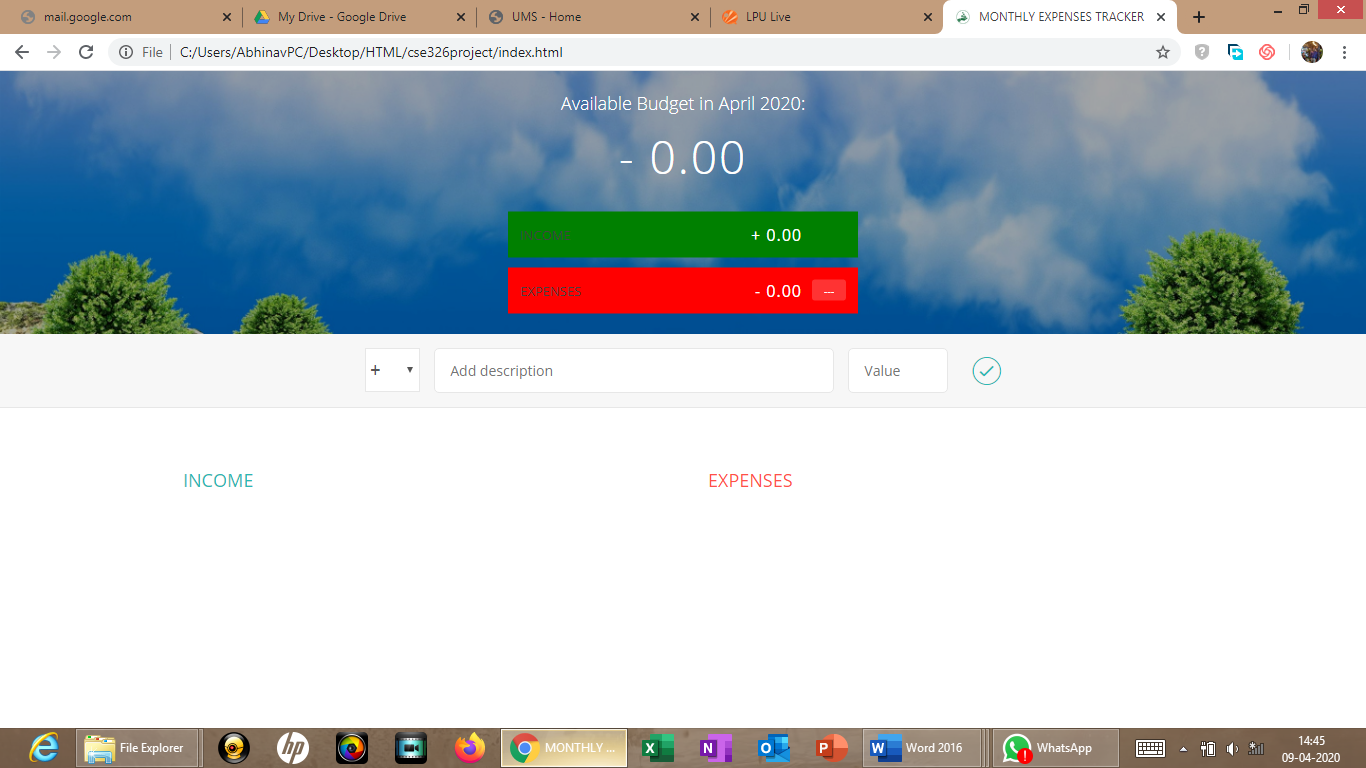 mail.google.com
My Drive - Google Drive
UMS - Home
LPU Live
MONTHLY EXPENSES TRACKER
File
C:/Users/AbhinavPC/Desktop/HTML/cse326project/index.html
Available Budget in April 2020:
- 0.00
INCOME + 0.00
EXPENSES - 0.00 ---
+ Add description Value
INCOME EXPENSES
File Explorer
MONTHLY ...
Word 2016
WhatsApp
14:45
09-04-2020